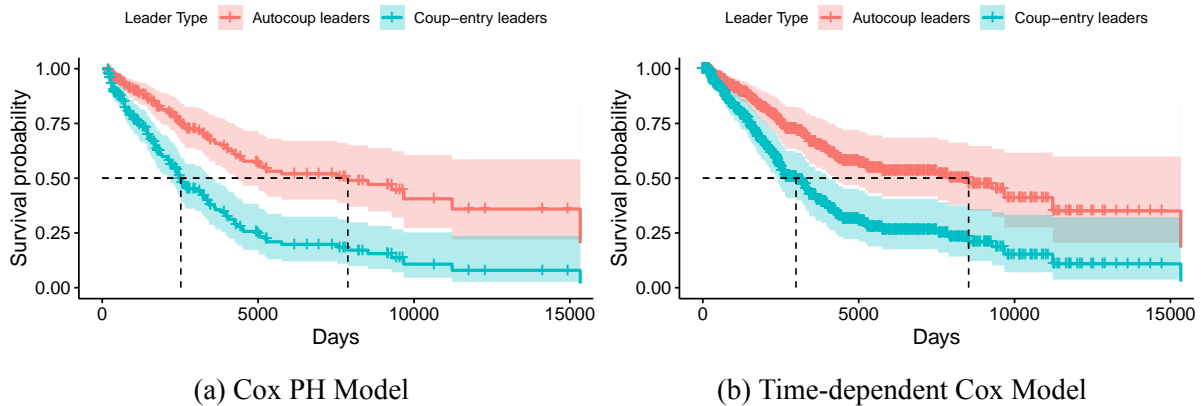 Leader Type Autocoup leaders Coup−entry leaders
Survival probability
1.00
0.75
0.50
0.25
0.00
0 5000 10000 15000
Days
(a) Cox PH Model
Leader Type Autocoup leaders Coup−entry leaders
Survival probability
1.00
0.75
0.50
0.25
0.00
0 5000 10000 15000
Days
(b) Time-dependent Cox Model